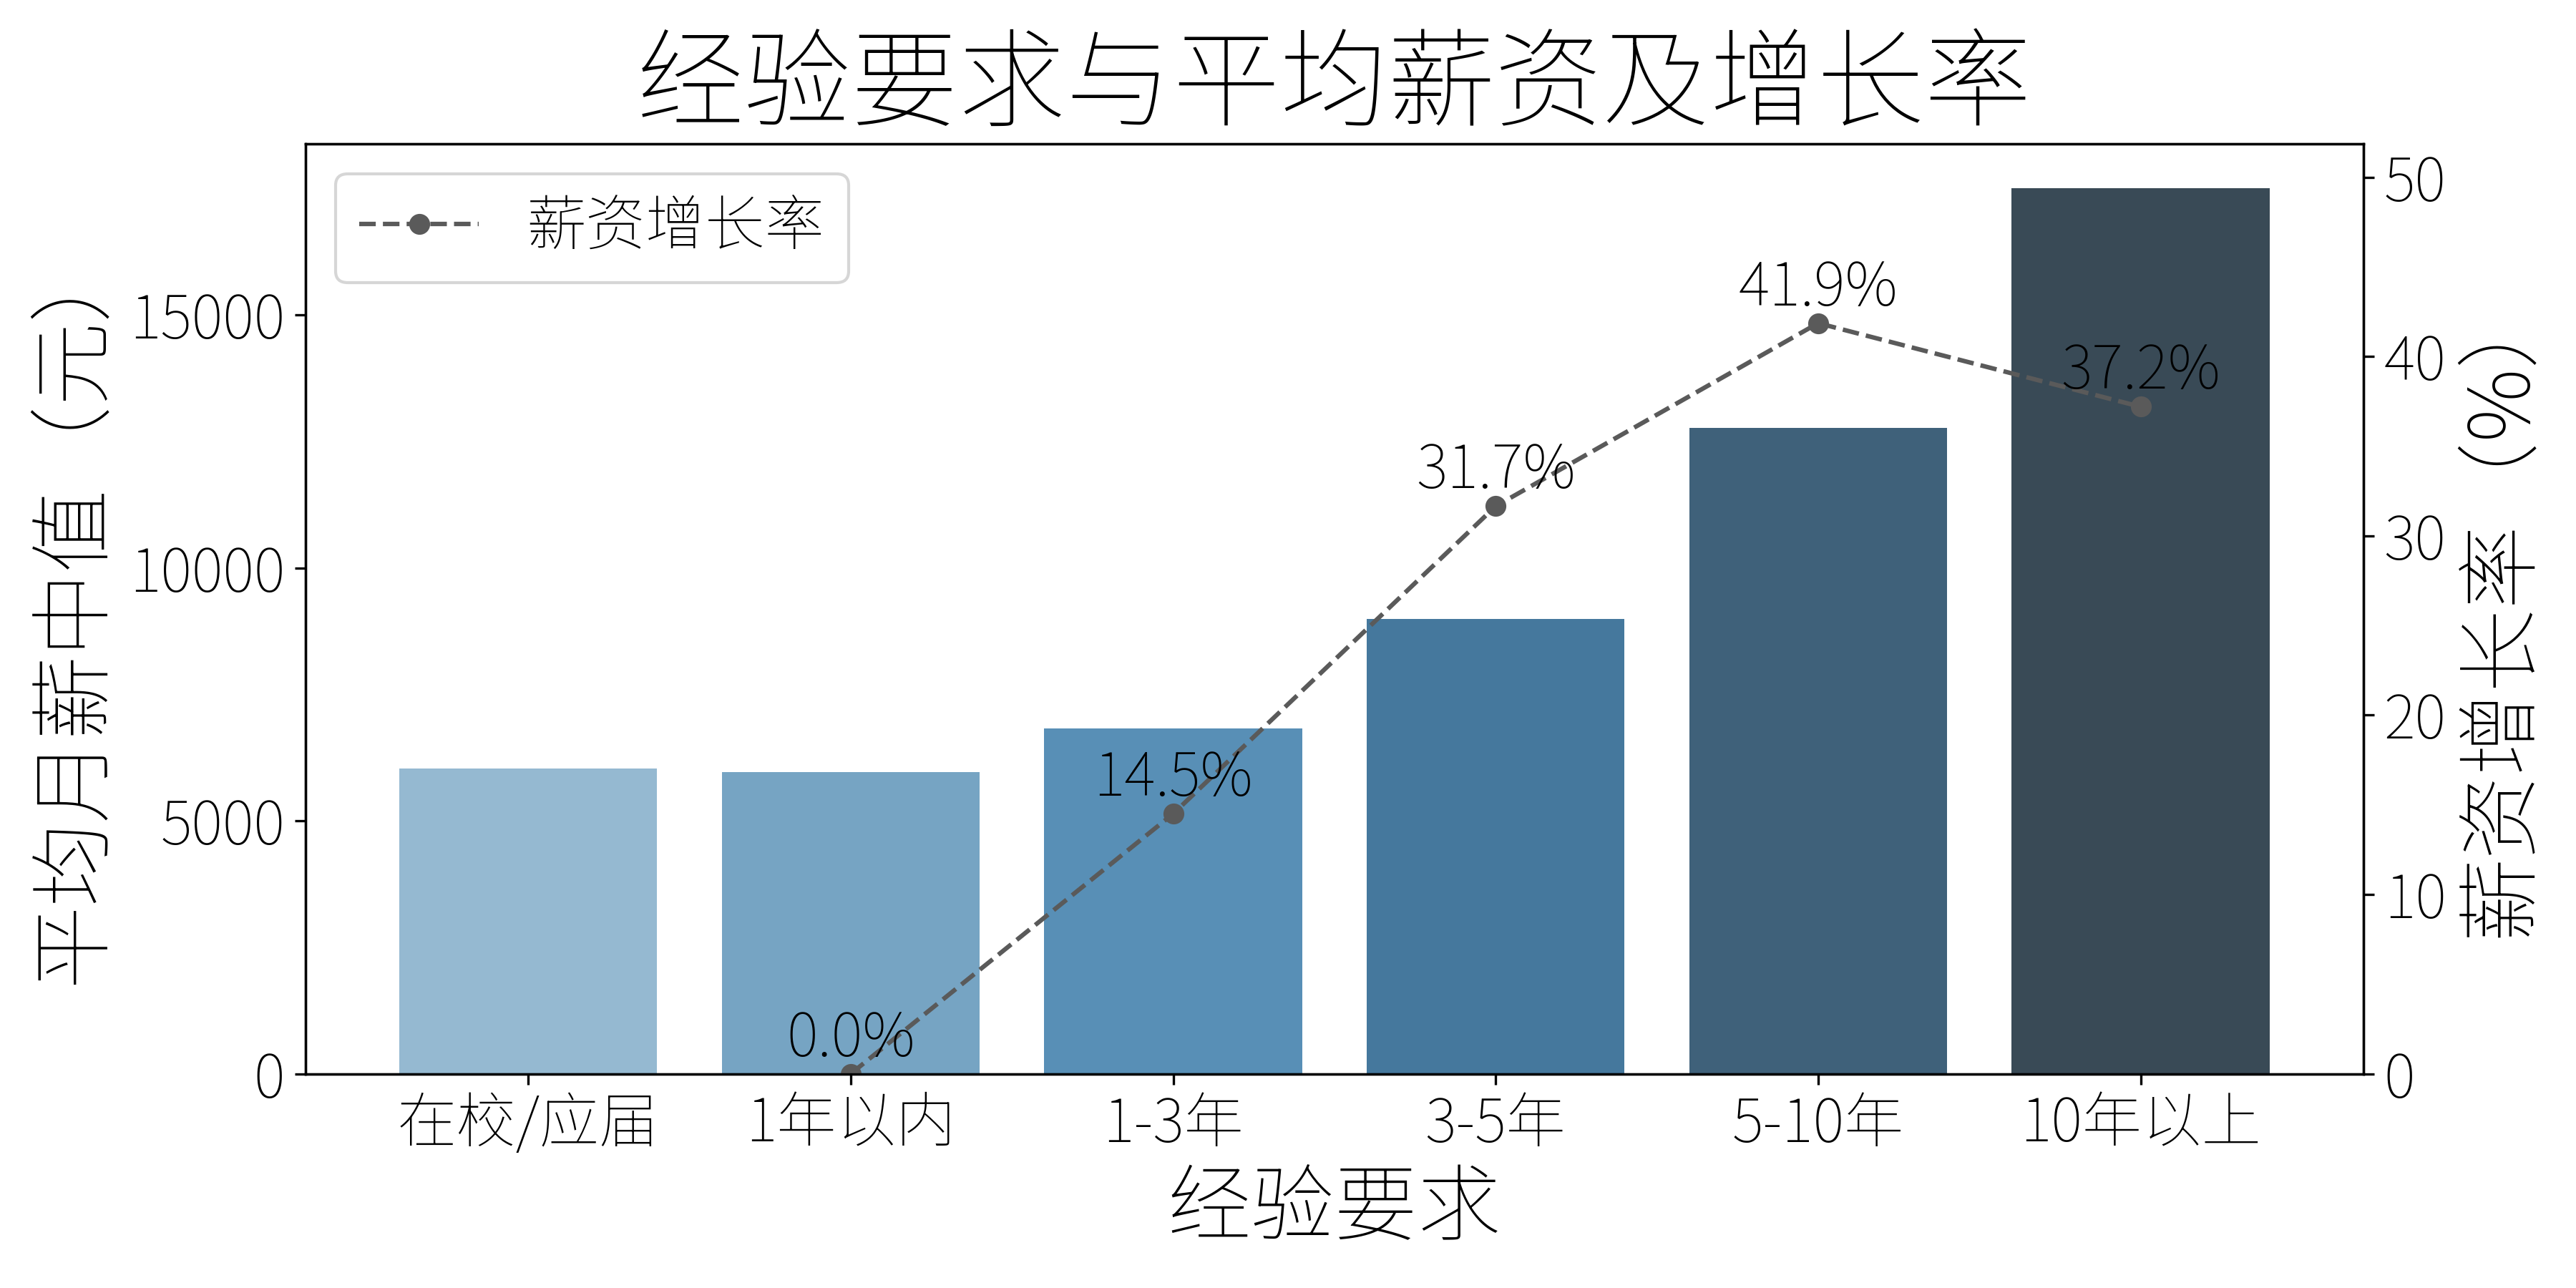 经验要求与平均薪资及增长率
薪资增长率
平均月薪中值（元）
15000
10000
5000
0
0.0%
14.5%
31.7%
41.9%
37.2%
50
40
30
20
10
0
薪资增长率（%）
在校/应届
1年以内
1-3年
3-5年
5-10年
10年以上
经验要求